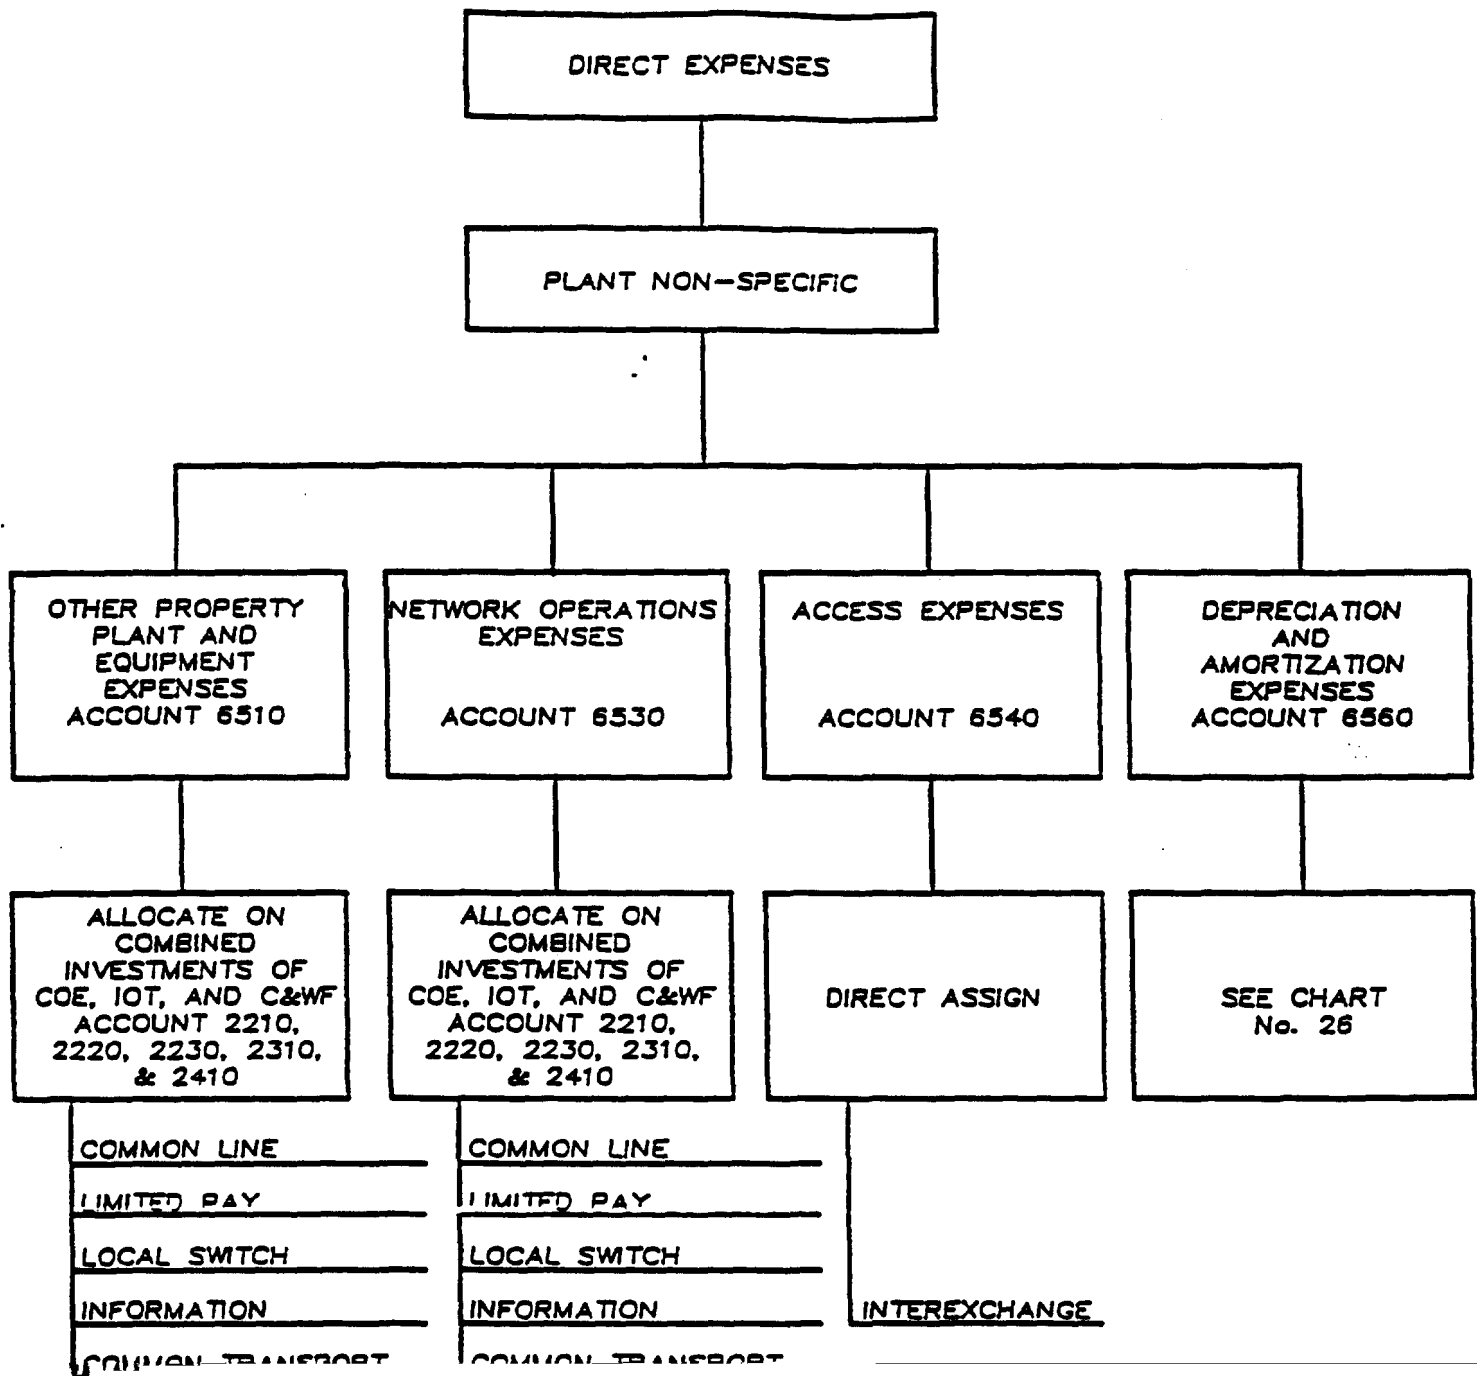 DIRECT EXPENSES
PLANT NON-SPECIFIC
OTHER PROPERTY
PLANT AND
EQUIPMENT
EXPENSES
ACCOUNT 6510
NETWORK OPERATIONS
EXPENSES
ACCOUNT 6530
ACCESS EXPENSES
ACCOUNT 6540
DEPRECIATION
AND
AMORTIZATION
EXPENSES
ACCOUNT 6560
ALLOCATE ON
COMBINED
INVESTMENTS OF
COE, IOT, AND C&WF
ACCOUNT 2210,
2220, 2230, 2310,
& 2410
ALLOCATE ON
COMBINED
INVESTMENTS OF
COE, IOT, AND C&WF
ACCOUNT 2210,
2220, 2230, 2310,
& 2410
DIRECT ASSIGN
SEE CHART
No. 26
COMMON LINE
LIMITED PAY
LOCAL SWITCH
INFORMATION
COMMON TRANSPORT
COMMON LINE
LIMITED PAY
LOCAL SWITCH
INFORMATION
COMMON TRANSPORT
INTEREXCHANGE